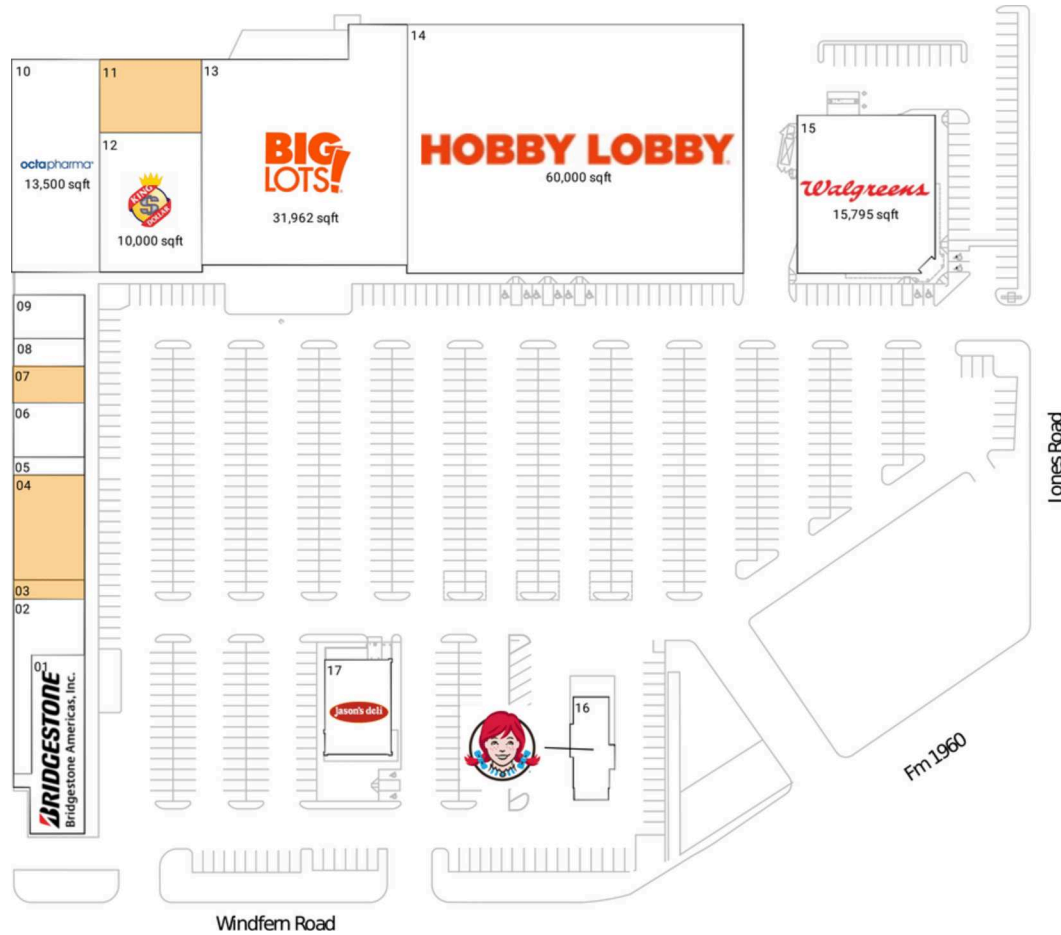 10
octapharma
13,500 sqft
11
12
KING
$
DOLLAR
10,000 sqft
13
BIG
LOTS!
31,962 sqft
14
HOBBY LOBBY
60,000 sqft
15
Walgreens
15,795 sqft
09
08
07
06
05
04
03
02
01
BRIDGESTONE
Bridgestone Americas, Inc.
17
Jason's deli
16
Jones Road
Fm 1960
Windfern Road